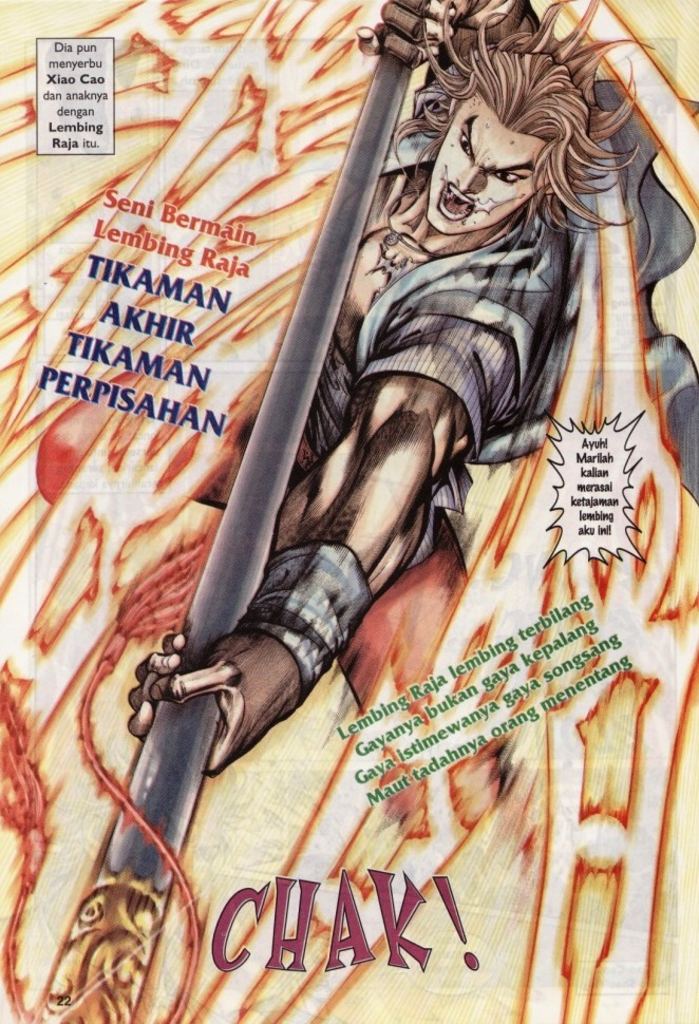 Dia pun
menyerbu
Xiao Cao
dan anaknya
dengan
Lembing
Raja itu.
Seni Bermain
Lembing Raja
TIKAMAN
AKHIR
TIKAMAN
PERPISAHAN
Ayuh!
Marilah
kalian
merasai
ketajaman
lembing
aku ini!
Lembing Raja lembing terbilang
Gayanya bukan gaya kepalang
Gaya istimewanya gaya songsang
Maut tadahnya orang menentang
CHAK!
22